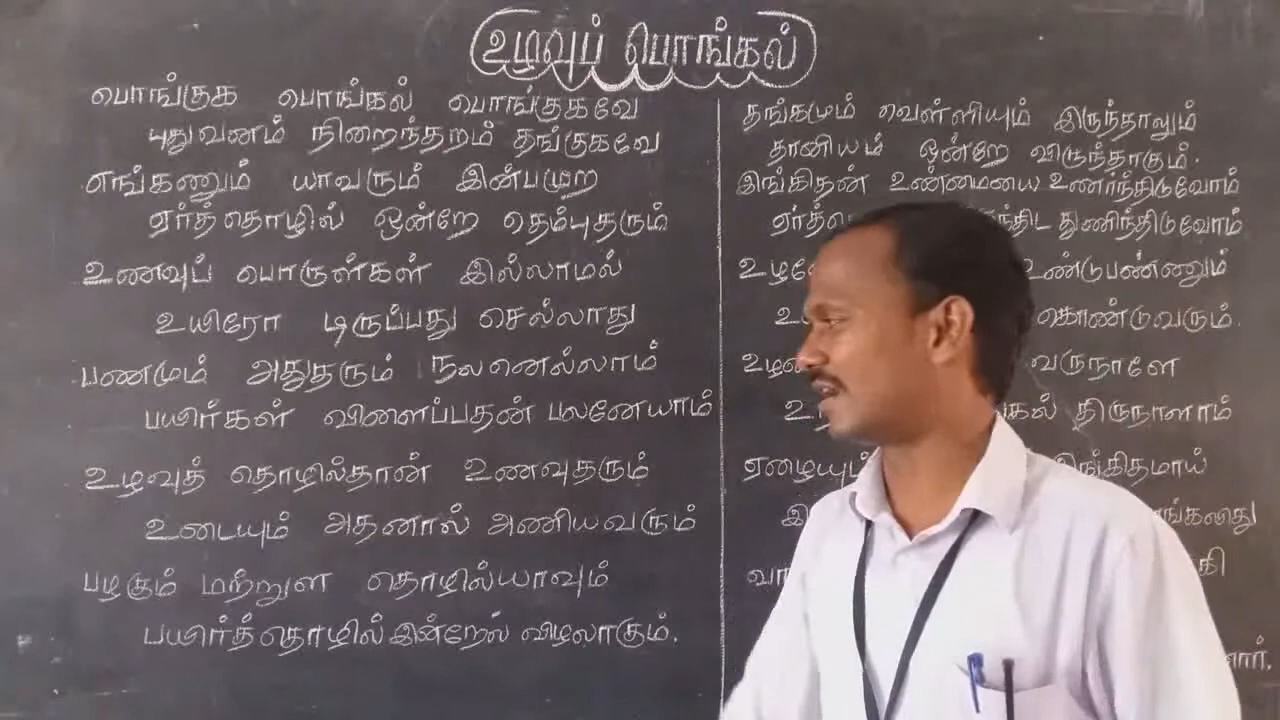 உழவுப் பொங்கல்
பொங்குக பொங்கல் பொங்குகவே
புதுவளம் நிறைந்தறம் தங்குகவே
எங்கணும் யாவரும் இன்பமுற
ஏர்த்தொழில் ஒன்றே தெம்புதரும்
உணவுப் பொருள்கள் இல்லாமல்
உயிரோ டிருப்பது செல்லாது
பணமும் அதுதரும் நலனெல்லாம்
பயிர்கள் விளைப்பதன் பலனேயாம்
உழவுத் தொழில்தான் உணவுதரும்
உடையும் அதனால் அணியவரும்
பழகும் மற்றுள தொழில்யாவும்
பயிர்த்தொழில் இன்றேல் விழலாகும்.
தங்கமும் வெள்ளியும் இருந்தாலும்
தானியம் ஒன்றே விருந்தாகும்.
இங்கிதன் உண்மையை உணர்ந்திடுவோம்
துணிந்திடுவோம்
உண்டுபண்ணும்
கொண்டுவரும்.
வருநாளே
திருநாளாம்
ஏழையும் இங்கிதமாய்